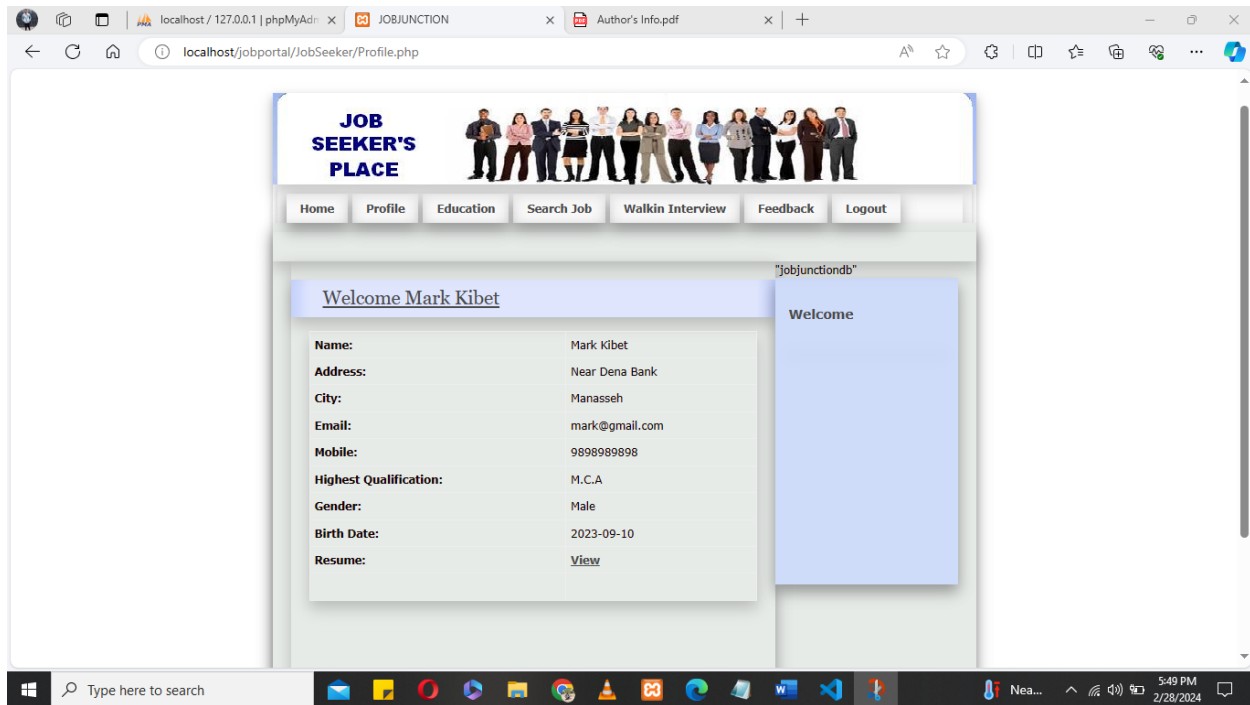 localhost / 127.0.0.1 | phpMyAdm
JOBJUNCTION
Author's Info.pdf
localhost/jobportal/JobSeeker/Profile.php
JOB
SEEKER'S
PLACE
Home Profile Education Search Job Walkin Interview Feedback Logout
"jobjunctiondb"
Welcome Mark Kibet
Welcome
Name: Mark Kibet
Address: Near Dena Bank
City: Manasseh
Email: mark@gmail.com
Mobile: 9898989898
Highest Qualification: M.C.A
Gender: Male
Birth Date: 2023-09-10
Resume: View
Type here to search
Nea...
5:49 PM
2/28/2024